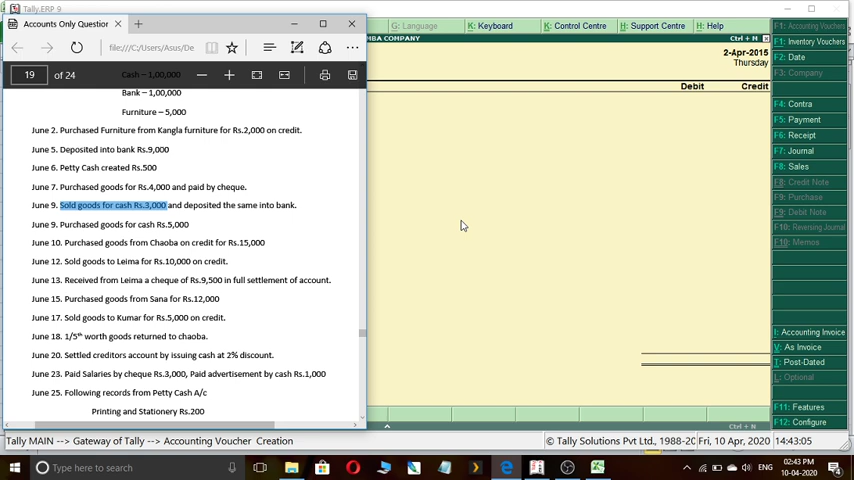 Tally.ERP 9
Accounts Only Question
file:///C:/Users/Asus/De
19 of 24
Cash – 1,00,000
Bank – 1,00,000
Furniture – 5,000
June 2. Purchased Furniture from Kangla furniture for Rs.2,000 on credit.
June 5. Deposited into bank Rs.9,000
June 6. Petty Cash created Rs.500
June 7. Purchased goods for Rs.4,000 and paid by cheque.
June 9. Sold goods for cash Rs.3,000 and deposited the same into bank.
June 9. Purchased goods for cash Rs.5,000
June 10. Purchased goods from Chaoba on credit for Rs.15,000
June 12. Sold goods to Leima for Rs.10,000 on credit.
June 13. Received from Leima a cheque of Rs.9,500 in full settlement of account.
June 15. Purchased goods from Sana for Rs.12,000
June 17. Sold goods to Kumar for Rs.5,000 on credit.
June 18. 1/5th worth goods returned to chaoba.
June 20. Settled creditors account by issuing cash at 2% discount.
June 23. Paid Salaries by cheque Rs.3,000, Paid advertisement by cash Rs.1,000
June 25. Following records from Petty Cash A/c
Printing and Stationery Rs.200
G: Language
K: Keyboard
K: Control Centre
H: Support Centre
H: Help
MBA COMPANY
Ctrl + M
2-Apr-2015
Thursday
Debit
Credit
F1: Accounting Vouchers
F1: Inventory Vouchers
F2: Date
F3: Company
F4: Contra
F5: Payment
F6: Receipt
F7: Journal
F8: Sales
F8: Credit Note
F9: Purchase
F9: Debit Note
F10: Reversing Journal
F10: Memos
I: Accounting Invoice
V: As Invoice
T: Post-Dated
L: Optional
F11: Features
F12: Configure
Ctrl + N
Tally MAIN --> Gateway of Tally --> Accounting Voucher Creation
© Tally Solutions Pvt Ltd., 1988-20
Fri, 10 Apr, 2020
14:43:05
Type here to search
ENG
02:43 PM
10-04-2020
4